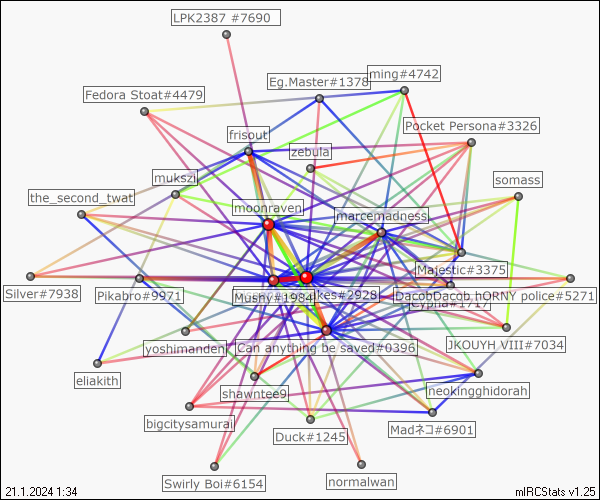 LPK2387 #7690
Eg.Master#1378
ming#4742
Fedora Stoat#4479
Pocket Persona#3326
frisout
zebula
mukszi
somass
the_second_twat
moonraven
marcemadness
Majestic#3375
Silver#7938
Pikabro#9971
Mushy#1984
ikes#2928
DacobDacob hORNY police#5271
#1717
yoshimanden
Can anything be saved#0396
JKOUYH VIII#7034
eliakith
shawntee9
neokingghidorah
bigcitysamurai
Duck#1245
Madネコ#6901
Swirly Boi#6154
normalwan
21.1.2024 1:34
mIRCStats v1.25